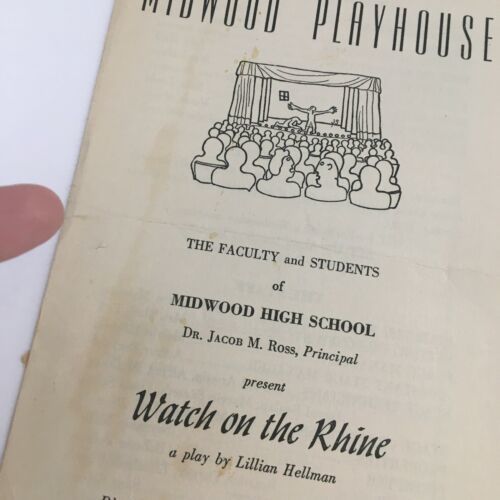 MIDWOOD PLAYHOUSE
THE FACULTY and STUDENTS
of
MIDWOOD HIGH SCHOOL
DR. JACOB M. ROSS, Principal
present
Watch on the Rhine
a play by Lillian Hellman